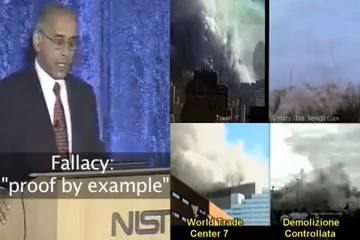 Tower 7
Controlled Demolition
Fallacy:
"proof by example"
NIST
World Trade
Center 7
Demolizione
Controllata